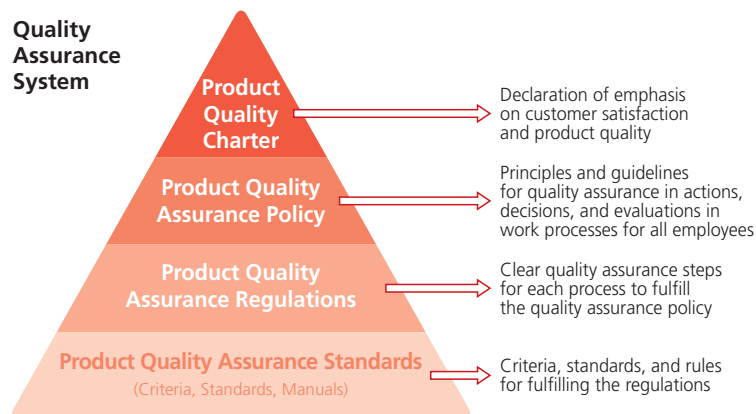 Quality
Assurance
System
Product
Quality
Charter
Declaration of emphasis
on customer satisfaction
and product quality
Product Quality
Assurance Policy
Principles and guidelines
for quality assurance in actions,
decisions, and evaluations in
work processes for all employees
Product Quality
Assurance Regulations
Clear quality assurance steps
for each process to fulfill
the quality assurance policy
Product Quality Assurance Standards
(Criteria, Standards, Manuals)
Criteria, standards, and rules
for fulfilling the regulations